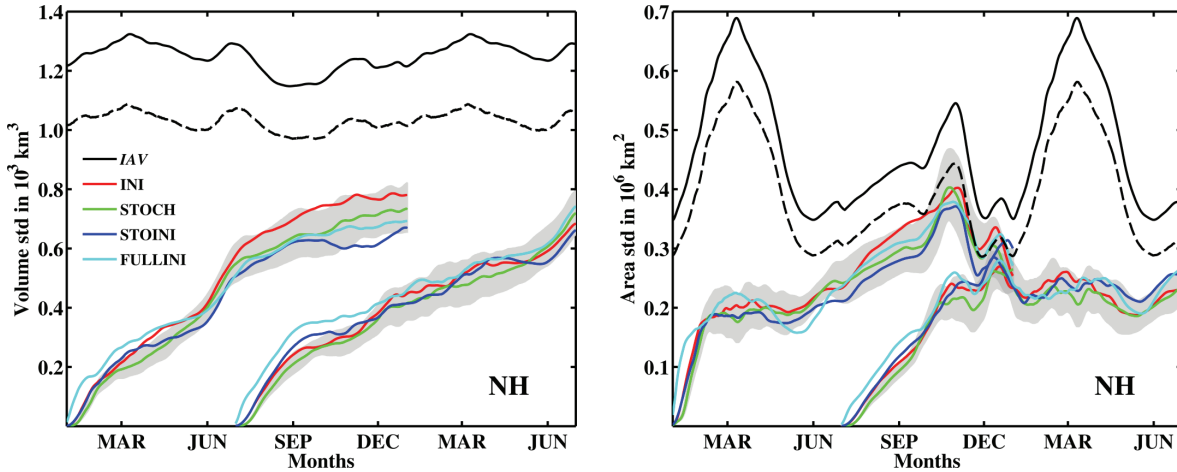 Volume std in 10³ km³
1.4
1.2
1.0
0.8
0.6
0.4
0.2
IAV
INI
STOCH
STOINI
FULLINI
NH
MAR JUN SEP DEC MAR JUN
Months
Area std in 10⁶ km²
0.7
0.6
0.5
0.4
0.3
0.2
0.1
NH
MAR JUN SEP DEC MAR JUN
Months